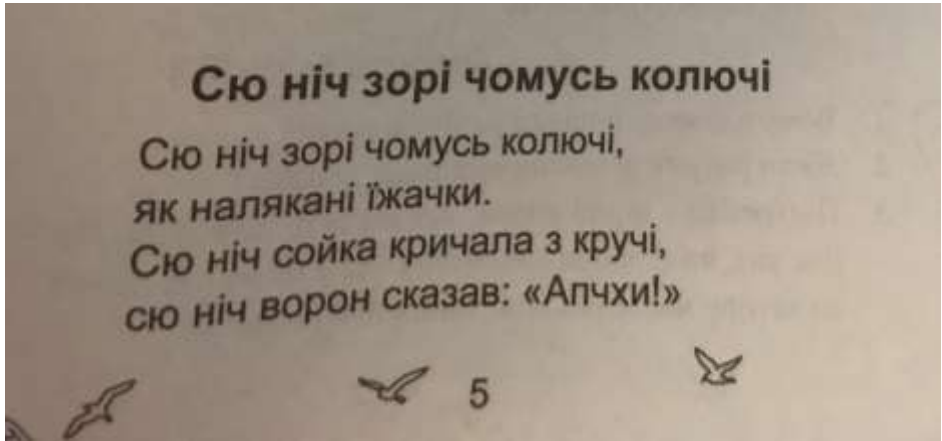 Сю ніч зорі чомусь колючі
Сю ніч зорі чомусь колючі,
як налякані їжачки.
Сю ніч сойка кричала з кручі,
сю ніч ворон сказав: «Апчхи!»
5